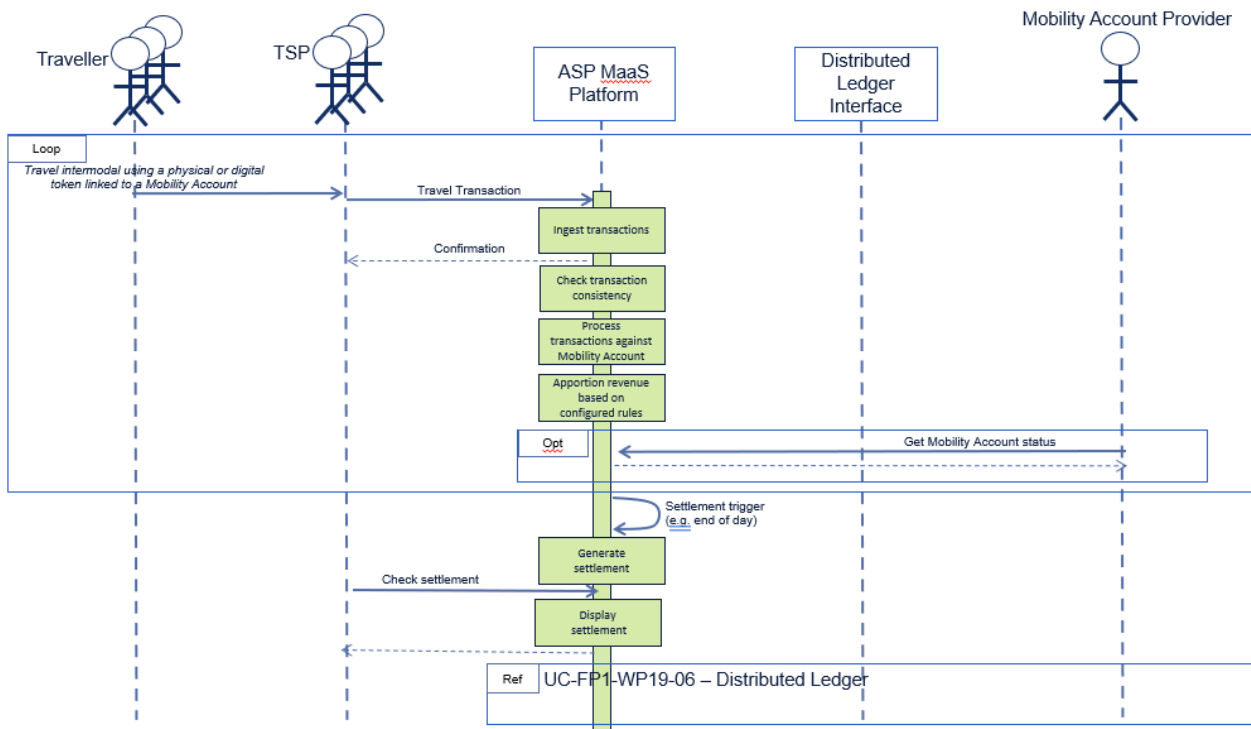 Mobility Account Provider
Traveller
TSP
ASP MaaS
Platform
Distributed
Ledger
Interface
Loop
Travel intermodal using a physical or digital
token linked to a Mobility Account
Travel Transaction
Ingest transactions
Confirmation
Check transaction
consistency
Process
transactions against
Mobility Account
Apportion revenue
based on
configured rules
Opt
Get Mobility Account status
Settlement trigger
(e.g. end of day)
Generate
settlement
Check settlement
Display
settlement
Ref
UC-FP1-WP19-06 – Distributed Ledger